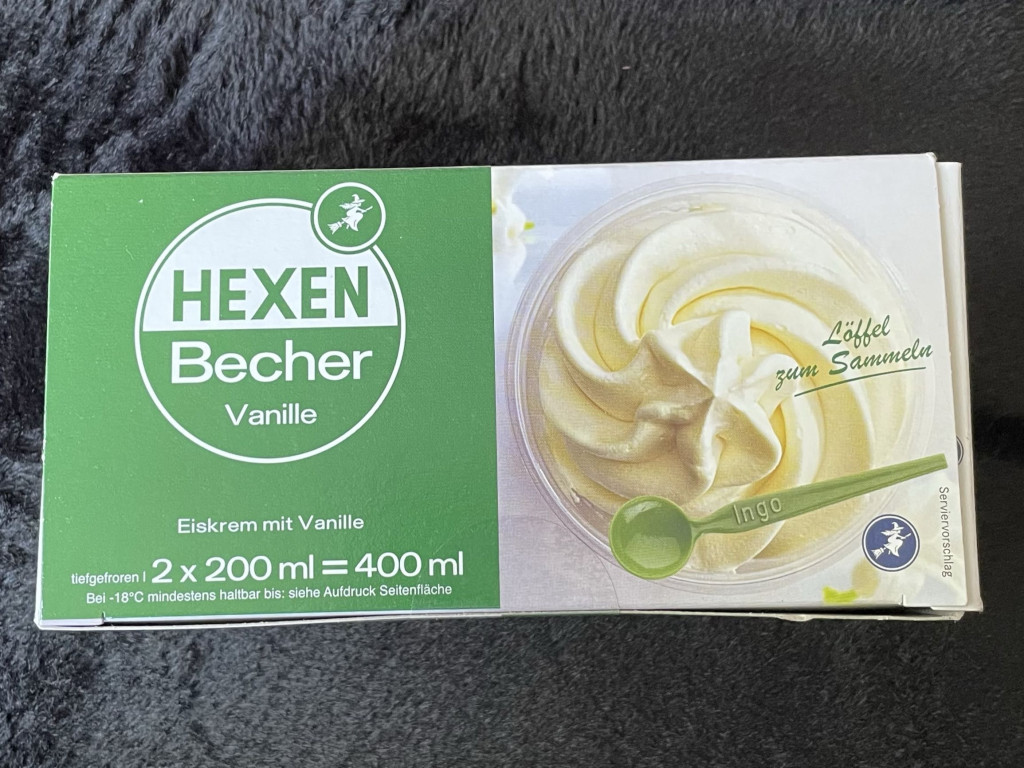 HEXEN
Becher
Vanille
Eiskrem mit Vanille
tiefgefroren | 2 x 200 ml = 400 ml
Bei -18°C mindestens haltbar bis: siehe Aufdruck Seitenfläche
Löffel
zum Sammeln
Ingo
Serviervorschlag